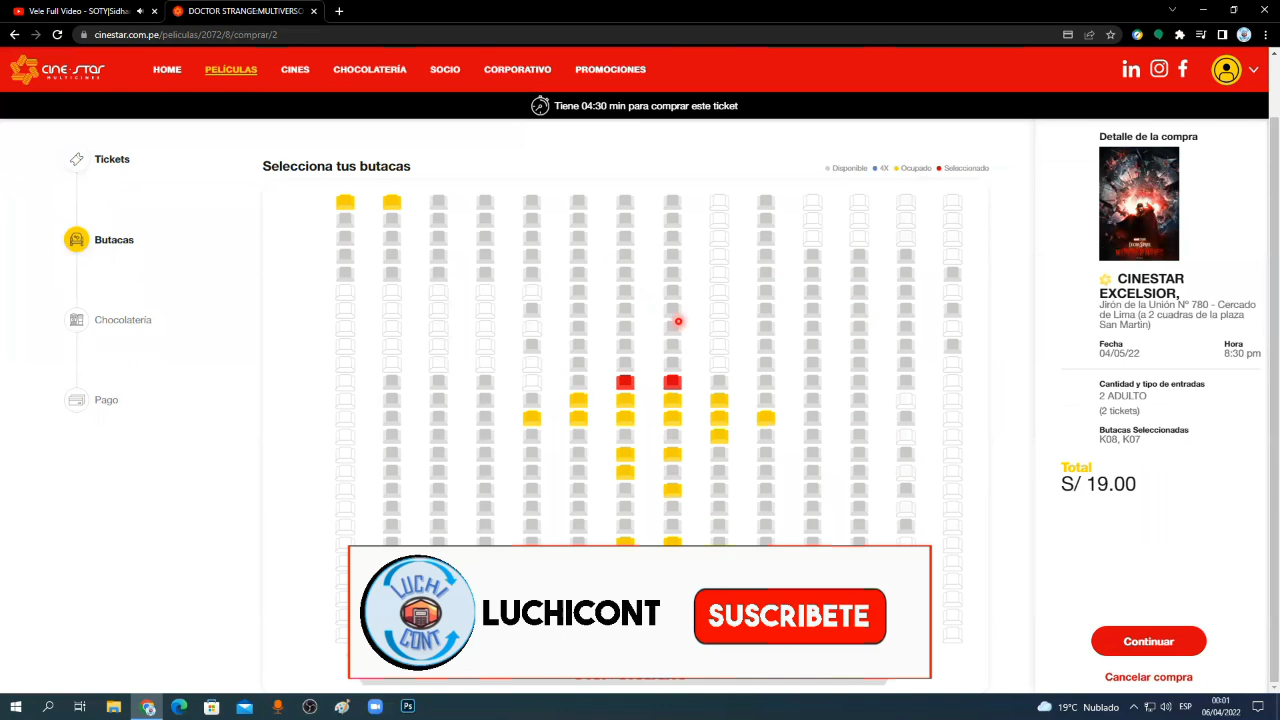 Vele Full Video - SOTY|Sidha
DOCTOR STRANGE:MULTIVERSO
cinestar.com.pe/peliculas/2072/8/comprar/2
CINE·STAR
MULTICINES
HOME
PELÍCULAS
CINES
CHOCOLATERÍA
SOCIO
CORPORATIVO
PROMOCIONES
Tiene 04:30 min para comprar este ticket
Tickets
Butacas
Chocolatería
Pago
Selecciona tus butacas
Disponible
4X
Ocupado
Seleccionado
Detalle de la compra
CINESTAR
EXCELSIOR,
Jirón de la Unión Nº 780 - Cercado
de Lima (a 2 cuadras de la plaza
San Martín)
Fecha
Hora
04/05/22
8:30 pm
Cantidad y tipo de entradas
2 ADULTO
(2 tickets)
Butacas Seleccionadas
K08, K07
Total
S/ 19.00
Continuar
Cancelar compra
LUCHI
CONT
LUCHICONT
SUSCRIBETE
19°C Nublado
ESP
00:01
06/04/2022